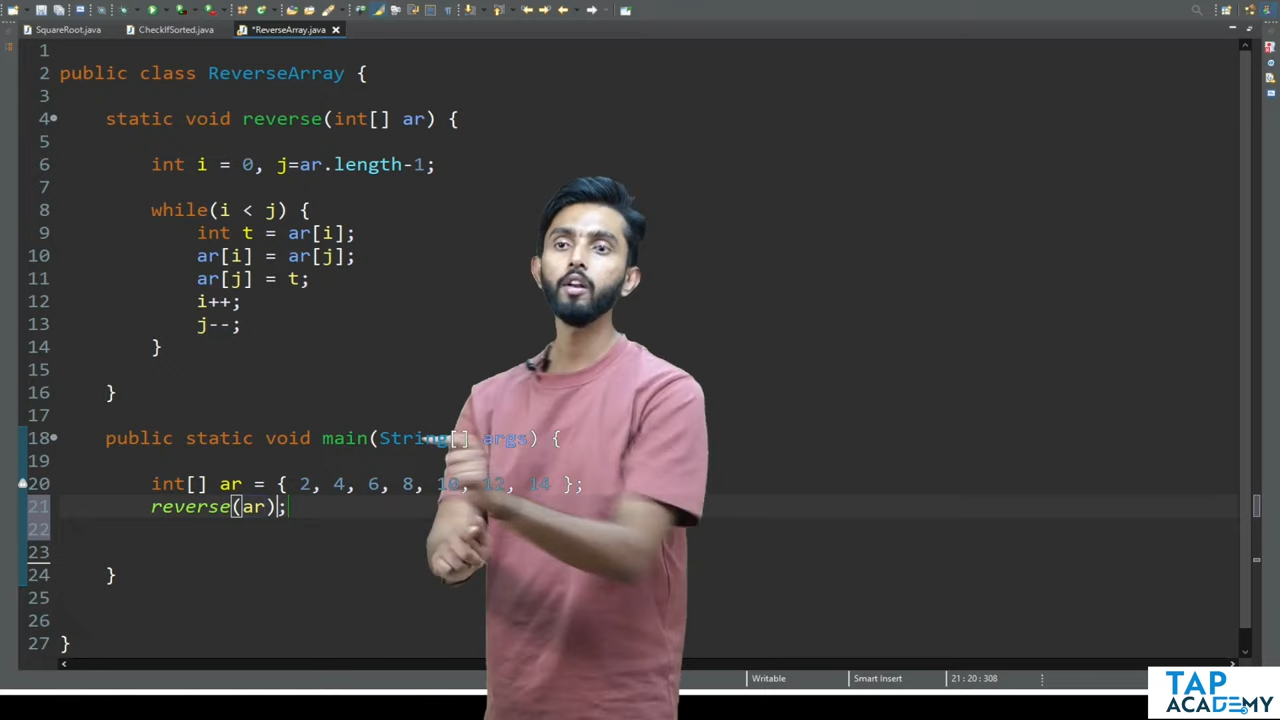 SquareRoot.java CheckIfSorted.java *ReverseArray.java
1
2 public class ReverseArray {
3
4 static void reverse(int[] ar) {
5
6 int i = 0, j=ar.length-1;
7
8 while(i < j) {
9 int t = ar[i];
10 ar[i] = ar[j];
11 ar[j] = t;
12 i++;
13 j--;
14 }
15
16 }
17
18 public static void main(String[] args) {
19
20 int[] ar = { 2, 4, 6, 8, 10, 12, 14 };
21 reverse(ar);
22
23
24 }
25
26
27 }
Writable Smart Insert 21 : 20 : 308
TAP
ACADEMY